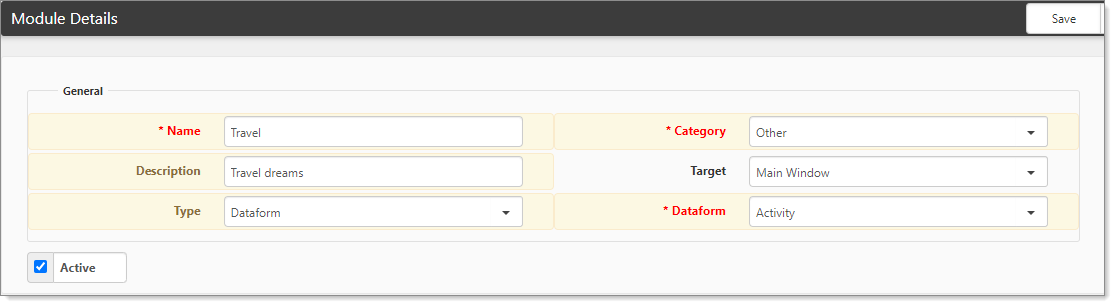 Module Details Save
General
* Name Travel * Category Other
Description Travel dreams Target Main Window
Type Dataform * Dataform Activity
Active